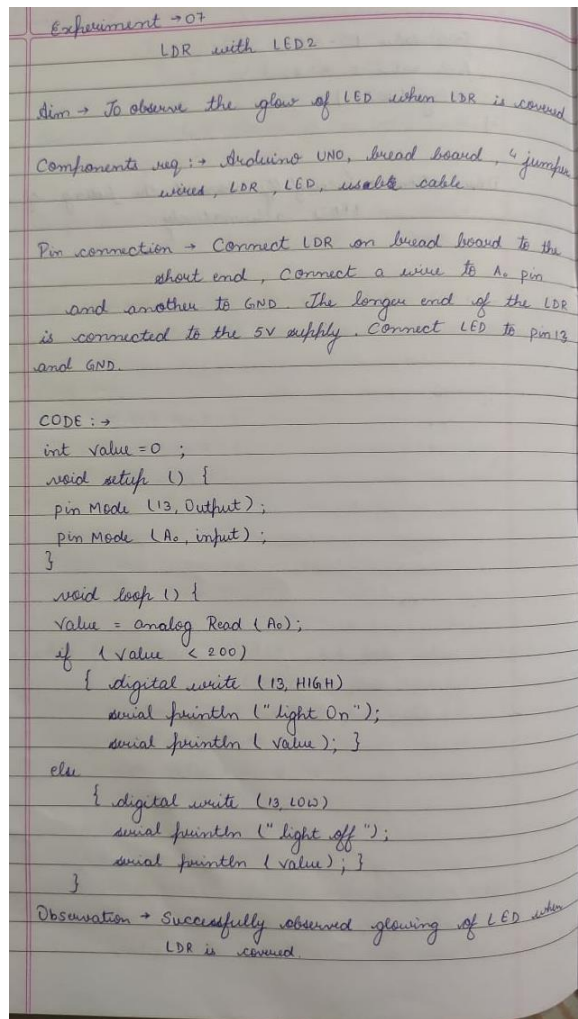 Experiment → 07
LDR with LED2
Aim → To observe the glow of LED when LDR is covered
Components req :→ Arduino UNO, bread board, 4 jumper
wires, LDR, LED, cable.
Pin connection → Connect LDR on bread board to the
short end, Connect a wire to A₀ pin
and another to GND. The longer end of the LDR
is connected to the 5V supply. Connect LED to pin 13
and GND.
CODE :→
int value = 0 ;
void setup () {
pin Mode (13, Output);
pin Mode (A₀, input);
}
void loop () {
value = analog Read (A₀);
if (value < 200)
{ digital write (13, HIGH)
serial println ("light On");
serial println (value); }
else
{ digital write (13, LOW)
serial println ("light off");
serial println (value); }
}
Observation → Successfully observed glowing of LED when
LDR is covered.